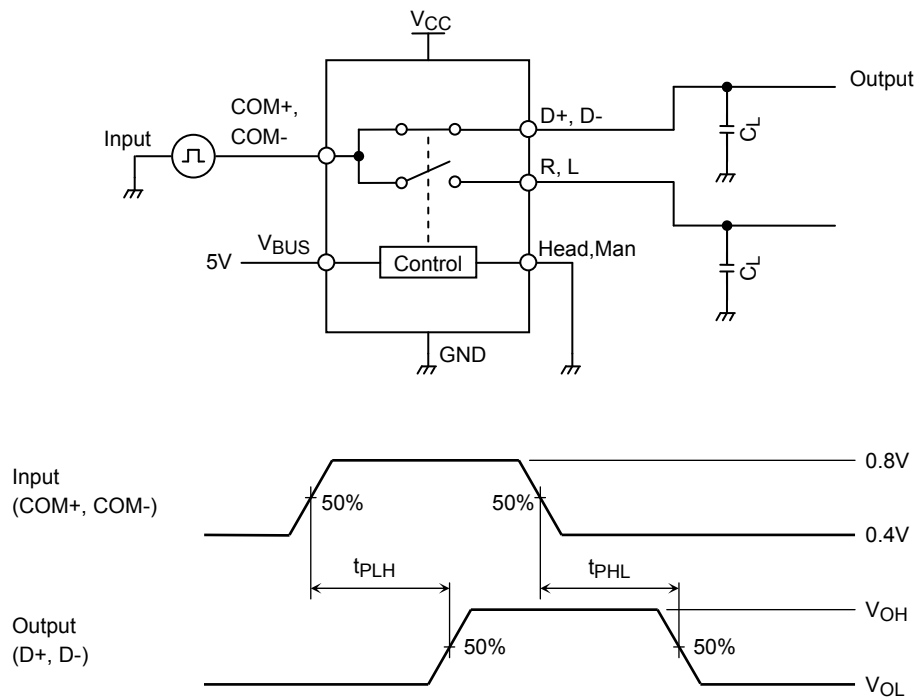 VCC
Output
COM+,
COM-
Input
D+, D-
CL
R, L
VBUS
5V
Control
Head,Man
CL
GND
Input
(COM+, COM-)
50%
50%
0.8V
0.4V
tPLH
tPHL
Output
(D+, D-)
50%
50%
VOH
VOL